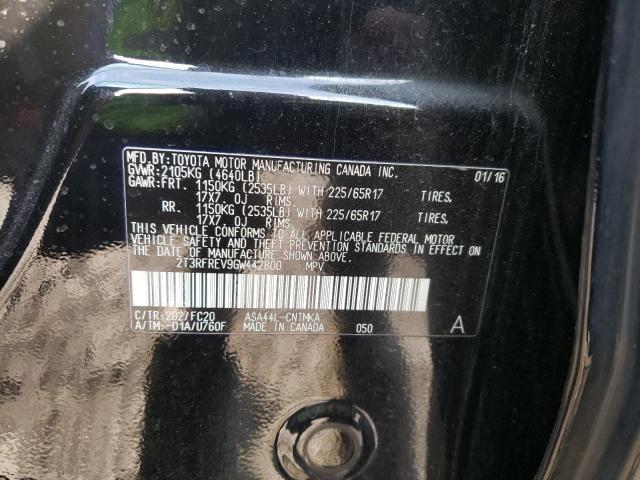 MFD.BY:TOYOTA MOTOR MANUFACTURING CANADA INC. 01/16
GVWR:2105KG (4640LB)
GAWR:FRT. 1150KG (2535LB) WITH 225/65R17 TIRES,
17X7.0J RIMS.
RR. 1150KG (2535LB) WITH 225/65R17 TIRES,
17X7.0J RIMS.
THIS VEHICLE CONFORMS TO ALL APPLICABLE FEDERAL MOTOR
VEHICLE SAFETY AND THEFT PREVENTION STANDARDS IN EFFECT ON
THE DATE OF MANUFACTURE SHOWN ABOVE.
2T3RFREV9GW442800 MPV
C/TR:202/FC20 ASA44L-CNTMKA
A/TM:-01A/U760F MADE IN CANADA 050 A